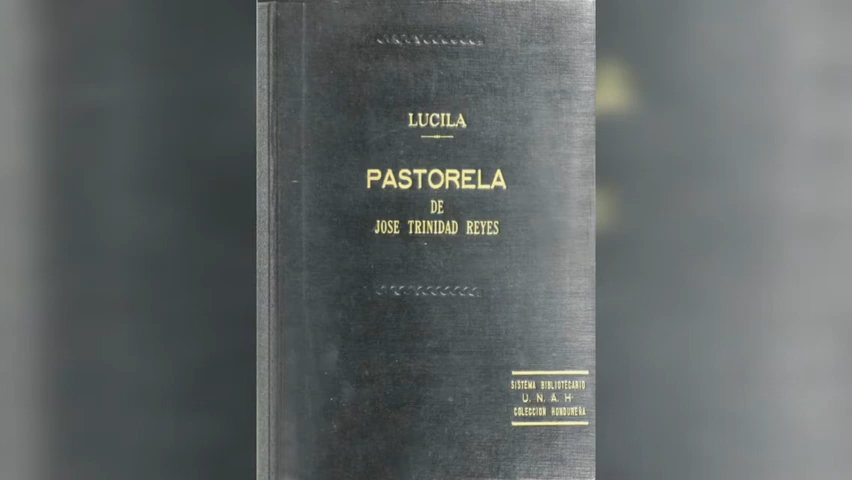 LUCILA
PASTORELA
DE
JOSE TRINIDAD REYES
SISTEMA BIBLIOTECARIO
U. N. A. H
COLECCION HONDUREÑA